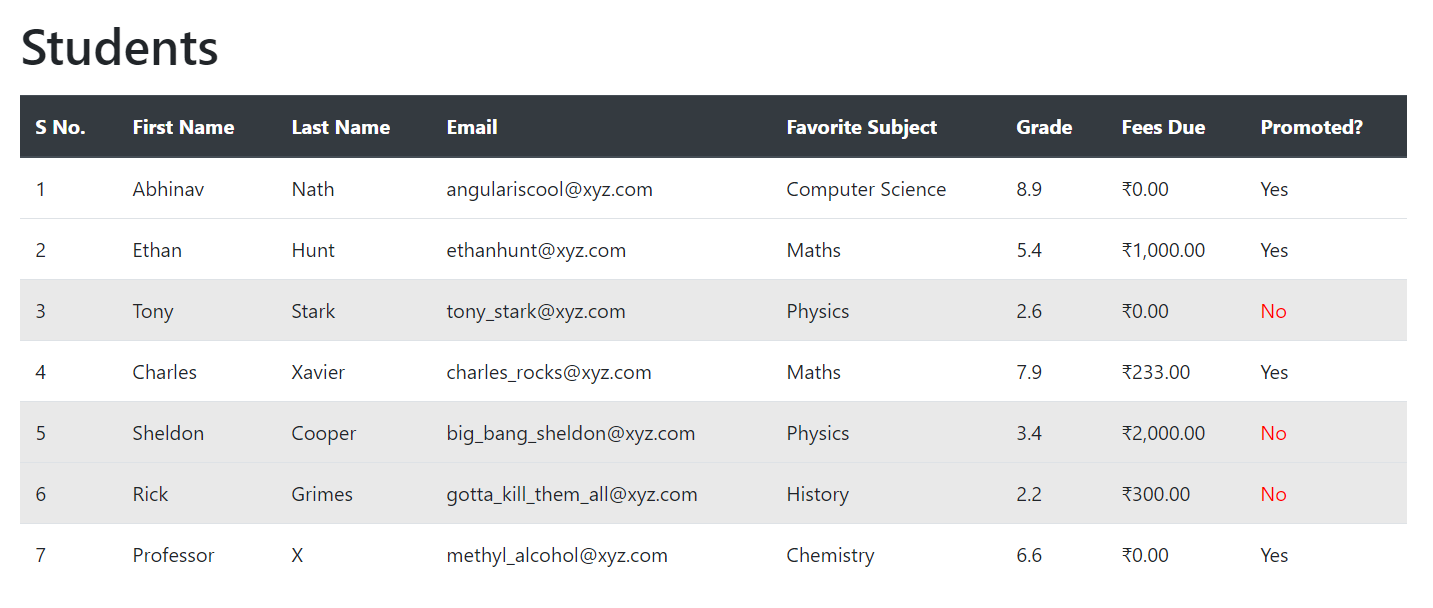 Students
S No. First Name Last Name Email Favorite Subject Grade Fees Due Promoted?
1 Abhinav Nath angulariscool@xyz.com Computer Science 8.9 ₹0.00 Yes
2 Ethan Hunt ethanhunt@xyz.com Maths 5.4 ₹1,000.00 Yes
3 Tony Stark tony_stark@xyz.com Physics 2.6 ₹0.00 No
4 Charles Xavier charles_rocks@xyz.com Maths 7.9 ₹233.00 Yes
5 Sheldon Cooper big_bang_sheldon@xyz.com Physics 3.4 ₹2,000.00 No
6 Rick Grimes gotta_kill_them_all@xyz.com History 2.2 ₹300.00 No
7 Professor X methyl_alcohol@xyz.com Chemistry 6.6 ₹0.00 Yes